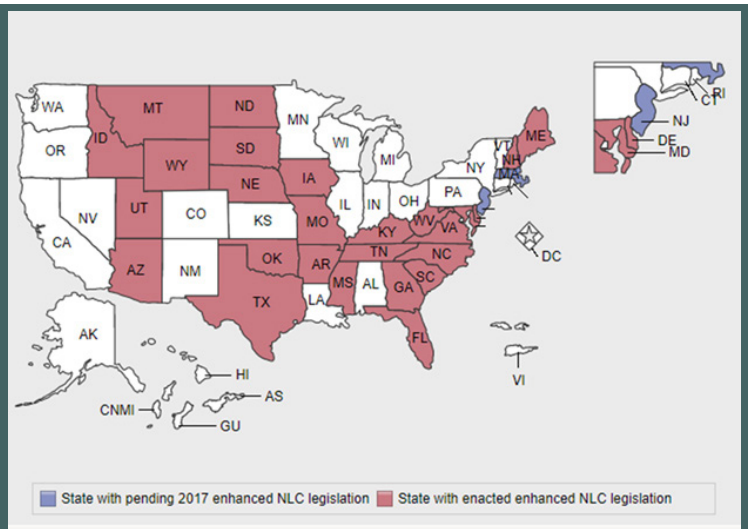 WA
MT
ND
MN
OR
ID
WY
SD
WI
MI
VT
NH
ME
NY
MA
CT
RI
NJ
DE
MD
NV
UT
CO
NE
IA
IL
IN
OH
PA
CA
KS
MO
KY
WV
VA
AZ
NM
OK
AR
TN
NC
SC
TX
LA
MS
AL
GA
FL
DC
AK
HI
AS
CNMI
GU
VI
State with pending 2017 enhanced NLC legislation
State with enacted enhanced NLC legislation